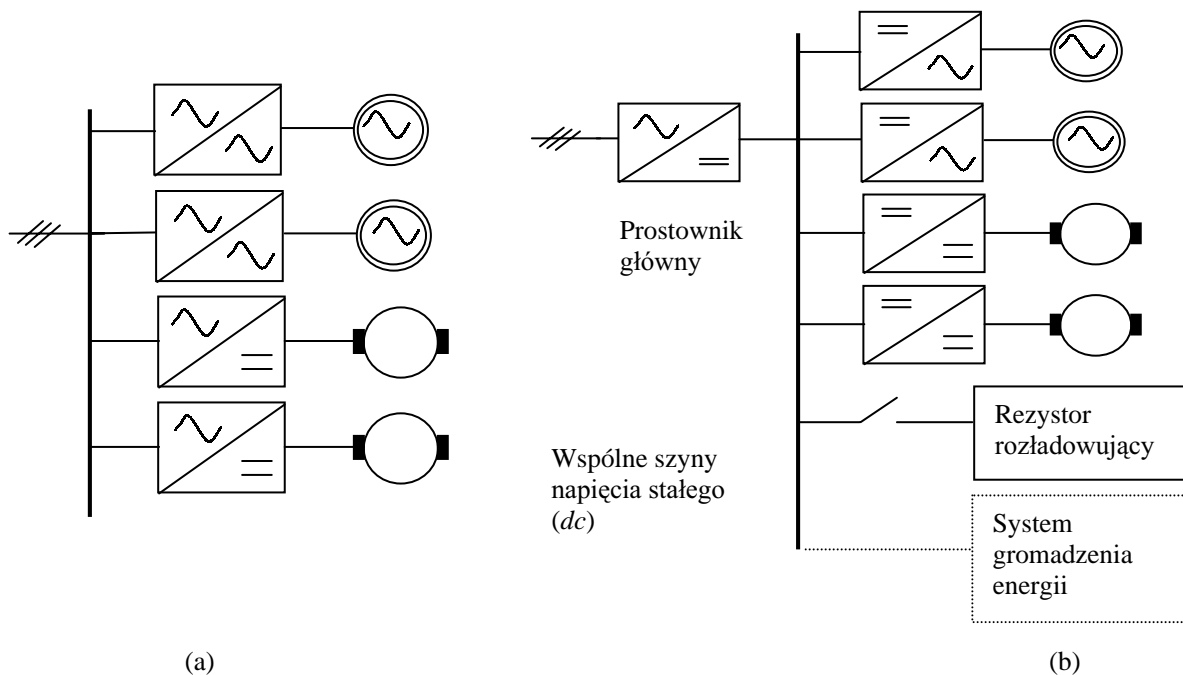 Prostownik
główny
Rezystor
rozładowujący
Wspólne szyny
napięcia stałego
(dc)
System
gromadzenia
energii
(a)
(b)